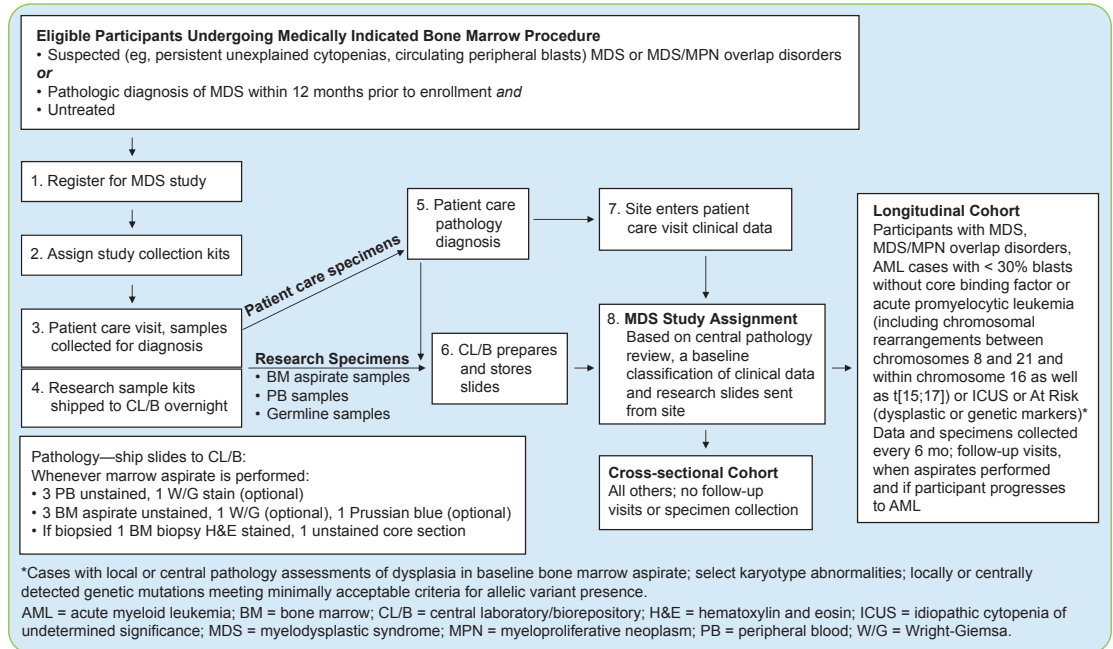 Eligible Participants Undergoing Medically Indicated Bone Marrow Procedure
• Suspected (eg, persistent unexplained cytopenias, circulating peripheral blasts) MDS or MDS/MPN overlap disorders
or
• Pathologic diagnosis of MDS within 12 months prior to enrollment and
• Untreated
1. Register for MDS study
2. Assign study collection kits
3. Patient care visit, samples
collected for diagnosis
4. Research sample kits
shipped to CL/B overnight
Patient care specimens
Research Specimens
• BM aspirate samples
• PB samples
• Germline samples
5. Patient care
pathology
diagnosis
6. CL/B prepares
and stores
slides
7. Site enters patient
care visit clinical data
8. MDS Study Assignment
Based on central pathology
review, a baseline
classification of clinical data
and research slides sent
from site
Cross-sectional Cohort
All others; no follow-up
visits or specimen collection
Longitudinal Cohort
Participants with MDS,
MDS/MPN overlap disorders,
AML cases with < 30% blasts
without core binding factor or
acute promyelocytic leukemia
(including chromosomal
rearrangements between
chromosomes 8 and 21 and
within chromosome 16 as well
as t[15;17]) or ICUS or At Risk
(dysplastic or genetic markers)*
Data and specimens collected
every 6 mo; follow-up visits,
when aspirates performed
and if participant progresses
to AML
Pathology—ship slides to CL/B:
Whenever marrow aspirate is performed:
• 3 PB unstained, 1 W/G stain (optional)
• 3 BM aspirate unstained, 1 W/G (optional), 1 Prussian blue (optional)
• If biopsied 1 BM biopsy H&E stained, 1 unstained core section
*Cases with local or central pathology assessments of dysplasia in baseline bone marrow aspirate; select karyotype abnormalities; locally or centrally
detected genetic mutations meeting minimally acceptable criteria for allelic variant presence.
AML = acute myeloid leukemia; BM = bone marrow; CL/B = central laboratory/biorepository; H&E = hematoxylin and eosin; ICUS = idiopathic cytopenia of
undetermined significance; MDS = myelodysplastic syndrome; MPN = myeloproliferative neoplasm; PB = peripheral blood; W/G = Wright-Giemsa.